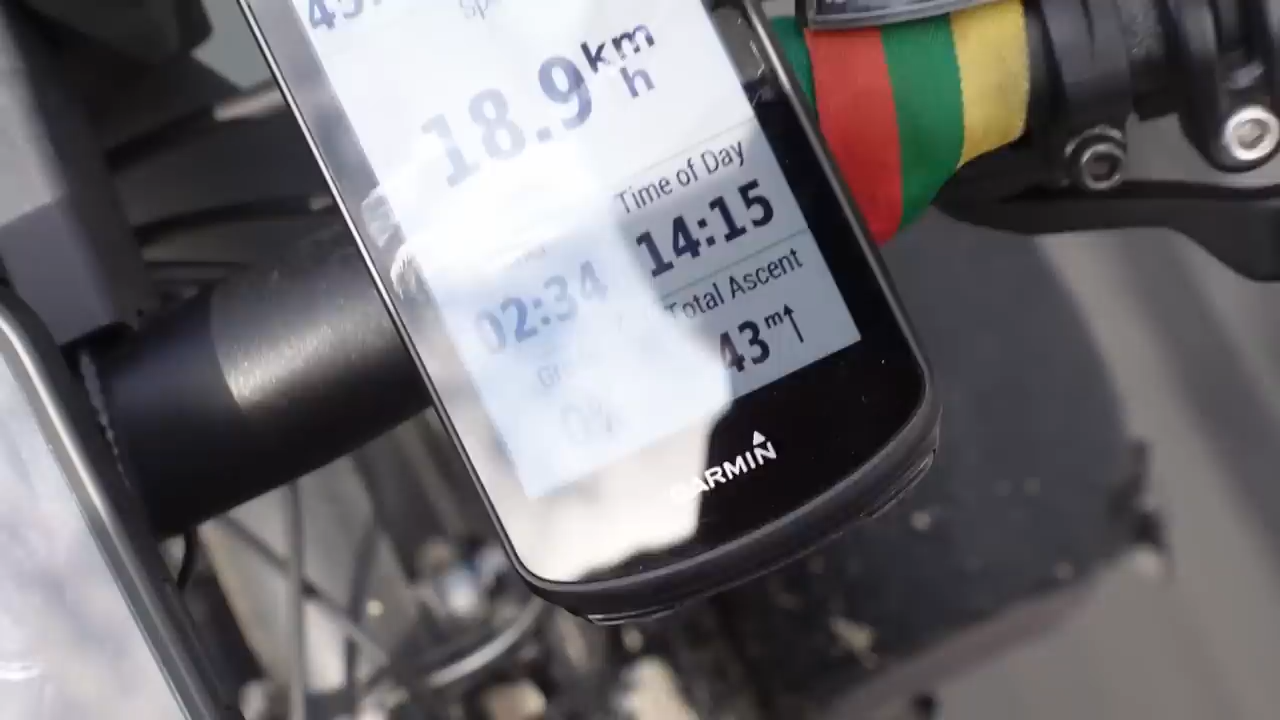 18.9 km/h
Time of Day
14:15
02:34
Total Ascent
43 m
GARMIN